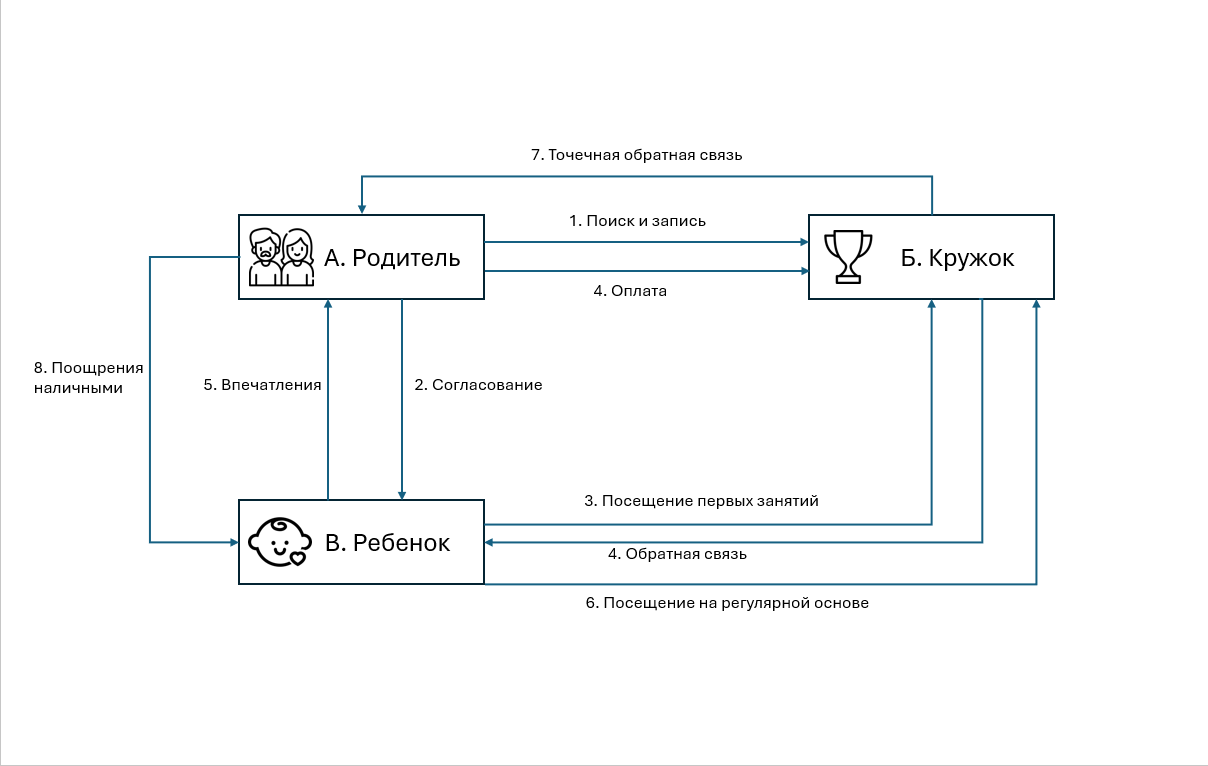 7. Точечная обратная связь
1. Поиск и запись
А. Родитель
Б. Кружок
4. Оплата
8. Поощрения
наличными
5. Впечатления
2. Согласование
3. Посещение первых занятий
В. Ребенок
4. Обратная связь
6. Посещение на регулярной основе